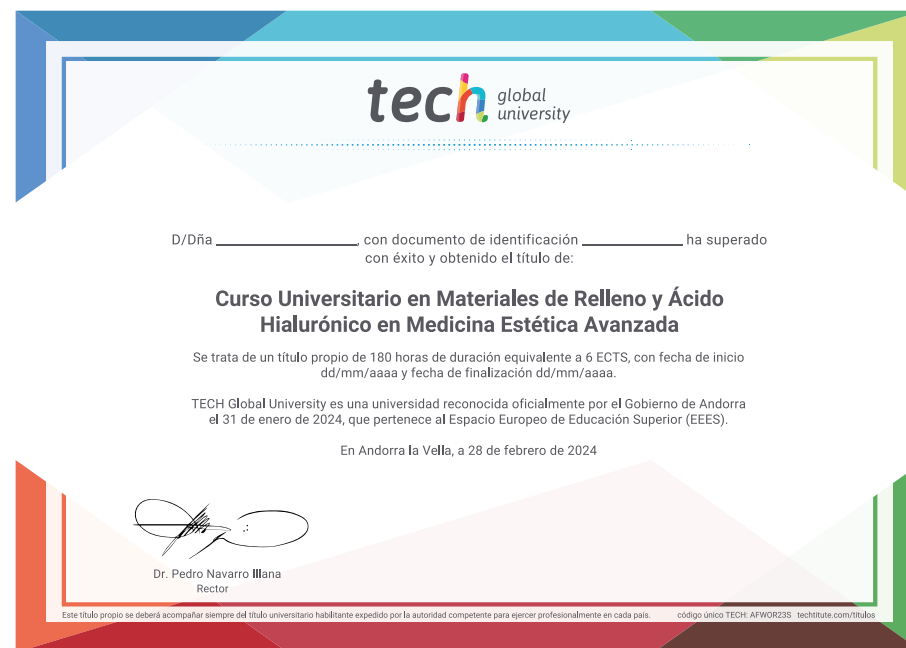 tech global
university
D/Dña ______________, con documento de identificación ______________ ha superado
con éxito y obtenido el título de:
Curso Universitario en Materiales de Relleno y Ácido
Hialurónico en Medicina Estética Avanzada
Se trata de un título propio de 180 horas de duración equivalente a 6 ECTS, con fecha de inicio
dd/mm/aaaa y fecha de finalización dd/mm/aaaa.
TECH Global University es una universidad reconocida oficialmente por el Gobierno de Andorra
el 31 de enero de 2024, que pertenece al Espacio Europeo de Educación Superior (EEES).
En Andorra la Vella, a 28 de febrero de 2024
Dr. Pedro Navarro Illana
Rector
Este título propio se deberá acompañar siempre del título universitario habilitante expedido por la autoridad competente para ejercer profesionalmente en cada país. código único TECH: AFWOR23S techtitute.com/títulos